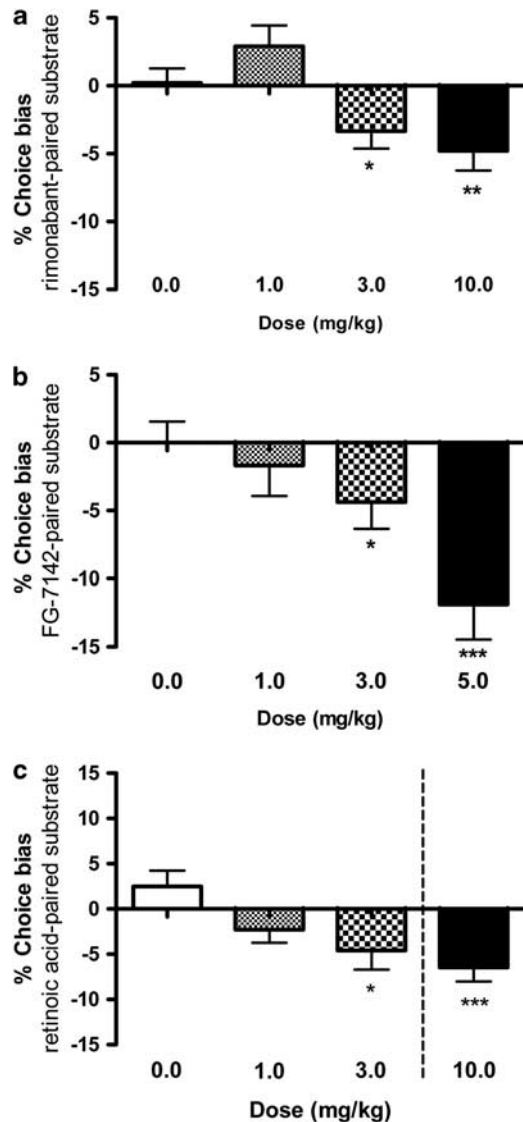 a
% Choice bias
rimonabant-paired substrate
5
0
-5
-10
-15
*
**
0.0 1.0 3.0 10.0
Dose (mg/kg)
b
% Choice bias
FG-7142-paired substrate
5
0
-5
-10
-15
*
***
0.0 1.0 3.0 5.0
Dose (mg/kg)
c
% Choice bias
retinoic acid-paired substrate
15
10
5
0
-5
-10
-15
*
***
0.0 1.0 3.0 10.0
Dose (mg/kg)